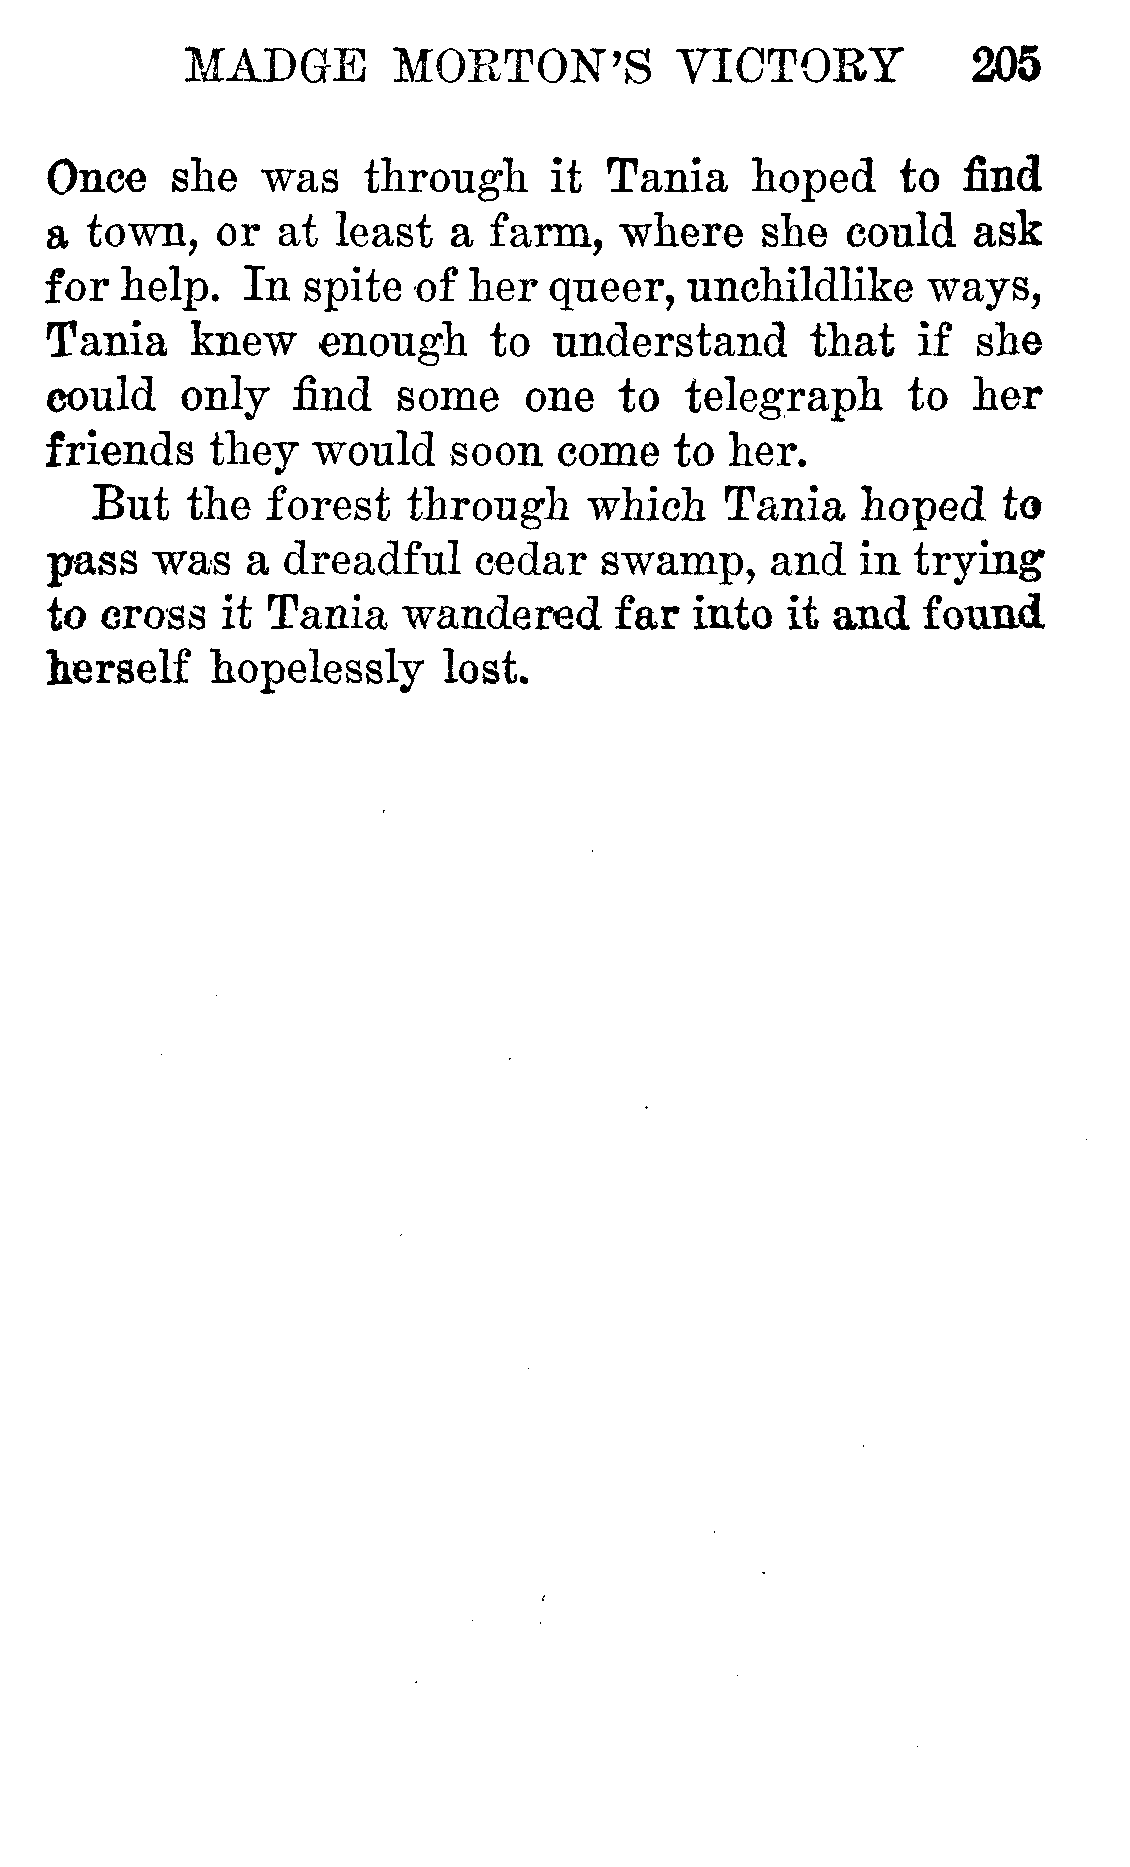 MADGE MORTON'S VICTORY 205
Once she was through it Tania hoped to find
a town, or at least a farm, where she could ask
for help. In spite of her queer, unchildlike ways,
Tania knew enough to understand that if she
could only find some one to telegraph to her
friends they would soon come to her.
But the forest through which Tania hoped to
pass was a dreadful cedar swamp, and in trying
to cross it Tania wandered far into it and found
herself hopelessly lost.